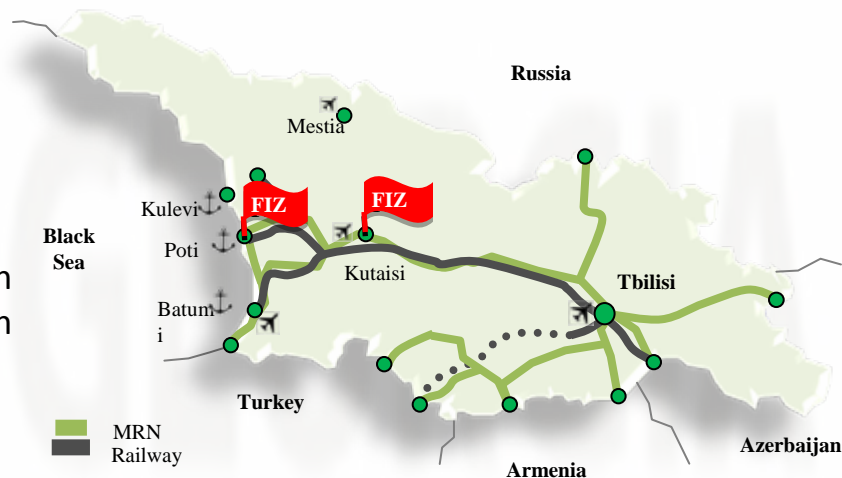 Russia
Mestia
FIZ
FIZ
Kulevi
Black
Sea
Poti
Kutaisi
Tbilisi
n
n
Batum
i
Turkey
MRN
Railway
Azerbaijan
Armenia